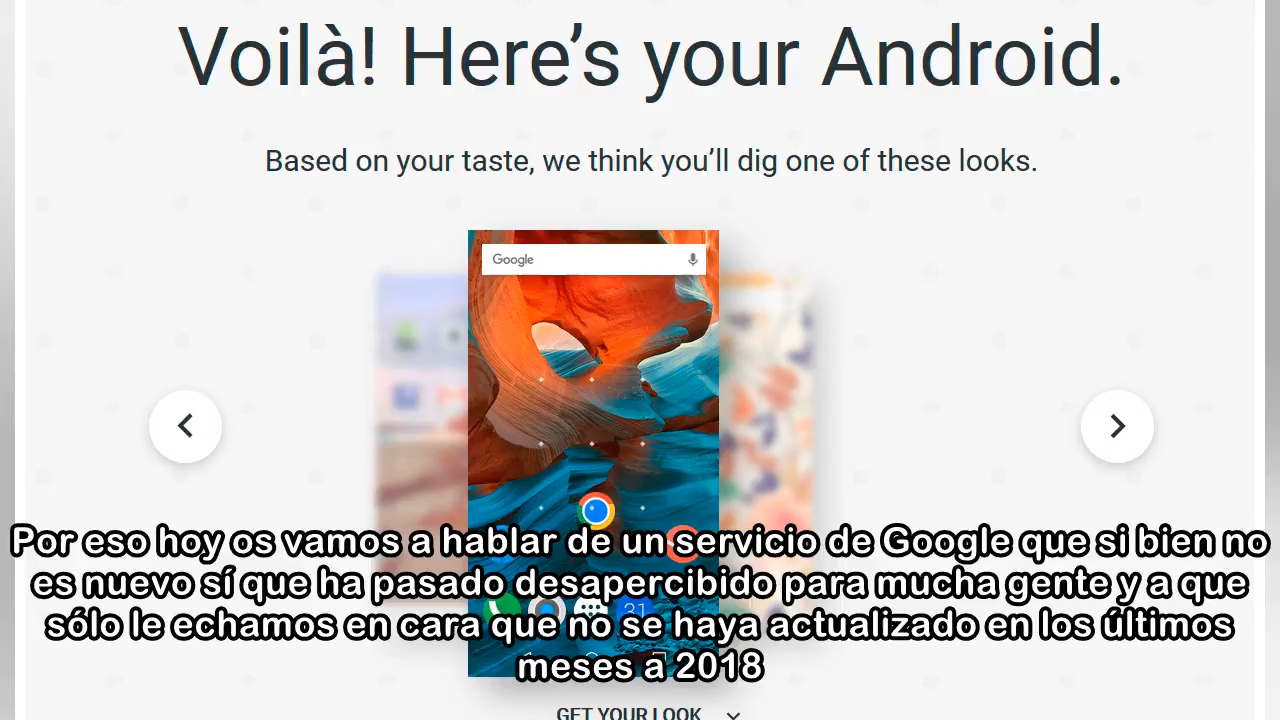 Voilà! Here’s your Android.
Based on your taste, we think you’ll dig one of these looks.
Google
Por eso hoy os vamos a hablar de un servicio de Google que si bien no
es nuevo sí que ha pasado desapercibido para mucha gente y a que
sólo le echamos en cara que no se haya actualizado en los últimos
meses a 2018
31
GET YOUR LOOK